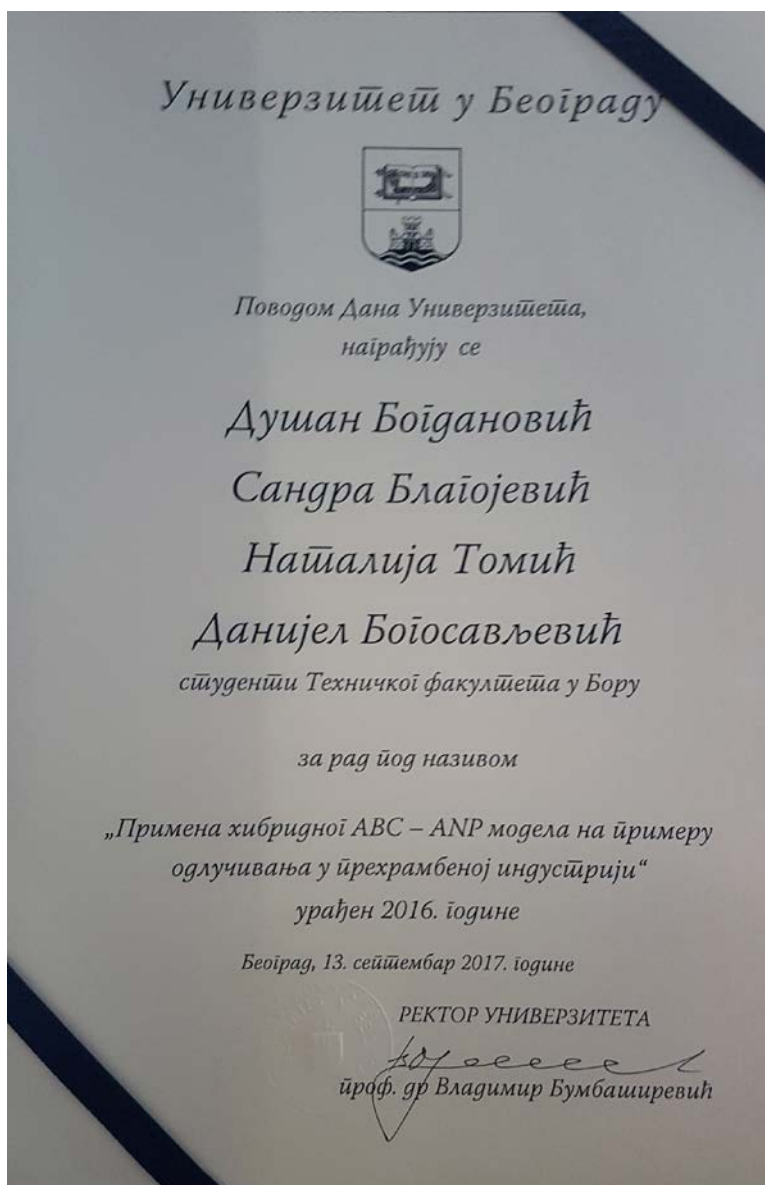 Универзитет у Београду
Поводом Дана Универзитета,
награђују се
Душан Богдановић
Сандра Благојевић
Наталија Томић
Данијел Богосављевић
студенти Техничког факултета у Бору
за рад под називом
„Примена хибридног ABC – ANP модела на примеру
одлучивања у прехрамбеној индустрији“
урађен 2016. године
Београд, 13. септембар 2017. године
РЕКТОР УНИВЕРЗИТЕТА
проф. др Владимир Бумбаширевић